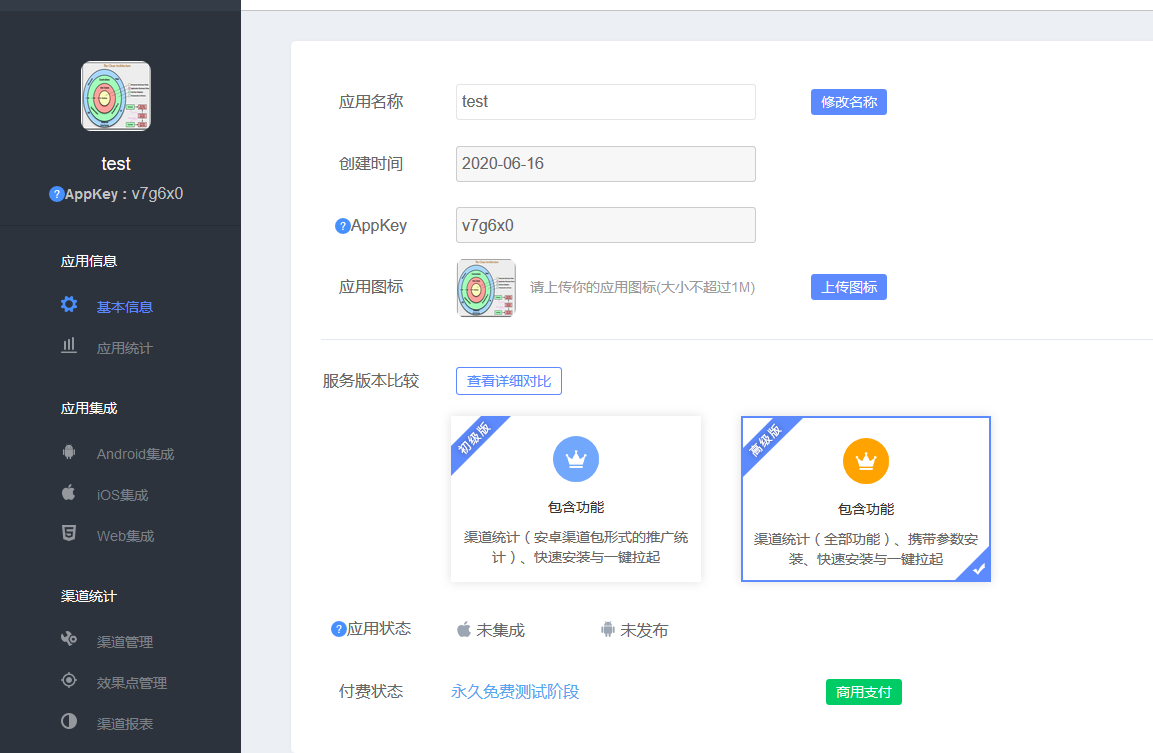 test
?AppKey：v7g6x0
应用信息
基本信息
应用统计
应用集成
Android集成
iOS集成
Web集成
渠道统计
渠道管理
效果点管理
渠道报表
应用名称 test 修改名称
创建时间 2020-06-16
?AppKey v7g6x0
应用图标 请上传你的应用图标(大小不超过1M) 上传图标
服务版本比较 查看详细对比
初级版
包含功能
渠道统计（安卓渠道包形式的推广统
计）、快速安装与一键拉起
高级版
包含功能
渠道统计（全部功能）、携带参数安
装、快速安装与一键拉起
?应用状态 未集成 未发布
付费状态 永久免费测试阶段 商用支付